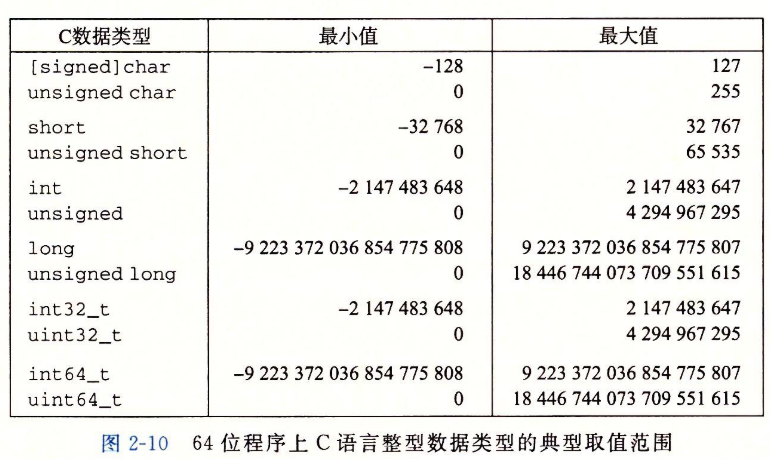 C数据类型 最小值 最大值
[signed]char −128 127
unsigned char 0 255
short −32 768 32 767
unsigned short 0 65 535
int −2 147 483 648 2 147 483 647
unsigned 0 4 294 967 295
long −9 223 372 036 854 775 808 9 223 372 036 854 775 807
unsigned long 0 18 446 744 073 709 551 615
int32_t −2 147 483 648 2 147 483 647
uint32_t 0 4 294 967 295
int64_t −9 223 372 036 854 775 808 9 223 372 036 854 775 807
uint64_t 0 18 446 744 073 709 551 615
图 2-10 64 位程序上 C 语言整型数据类型的典型取值范围